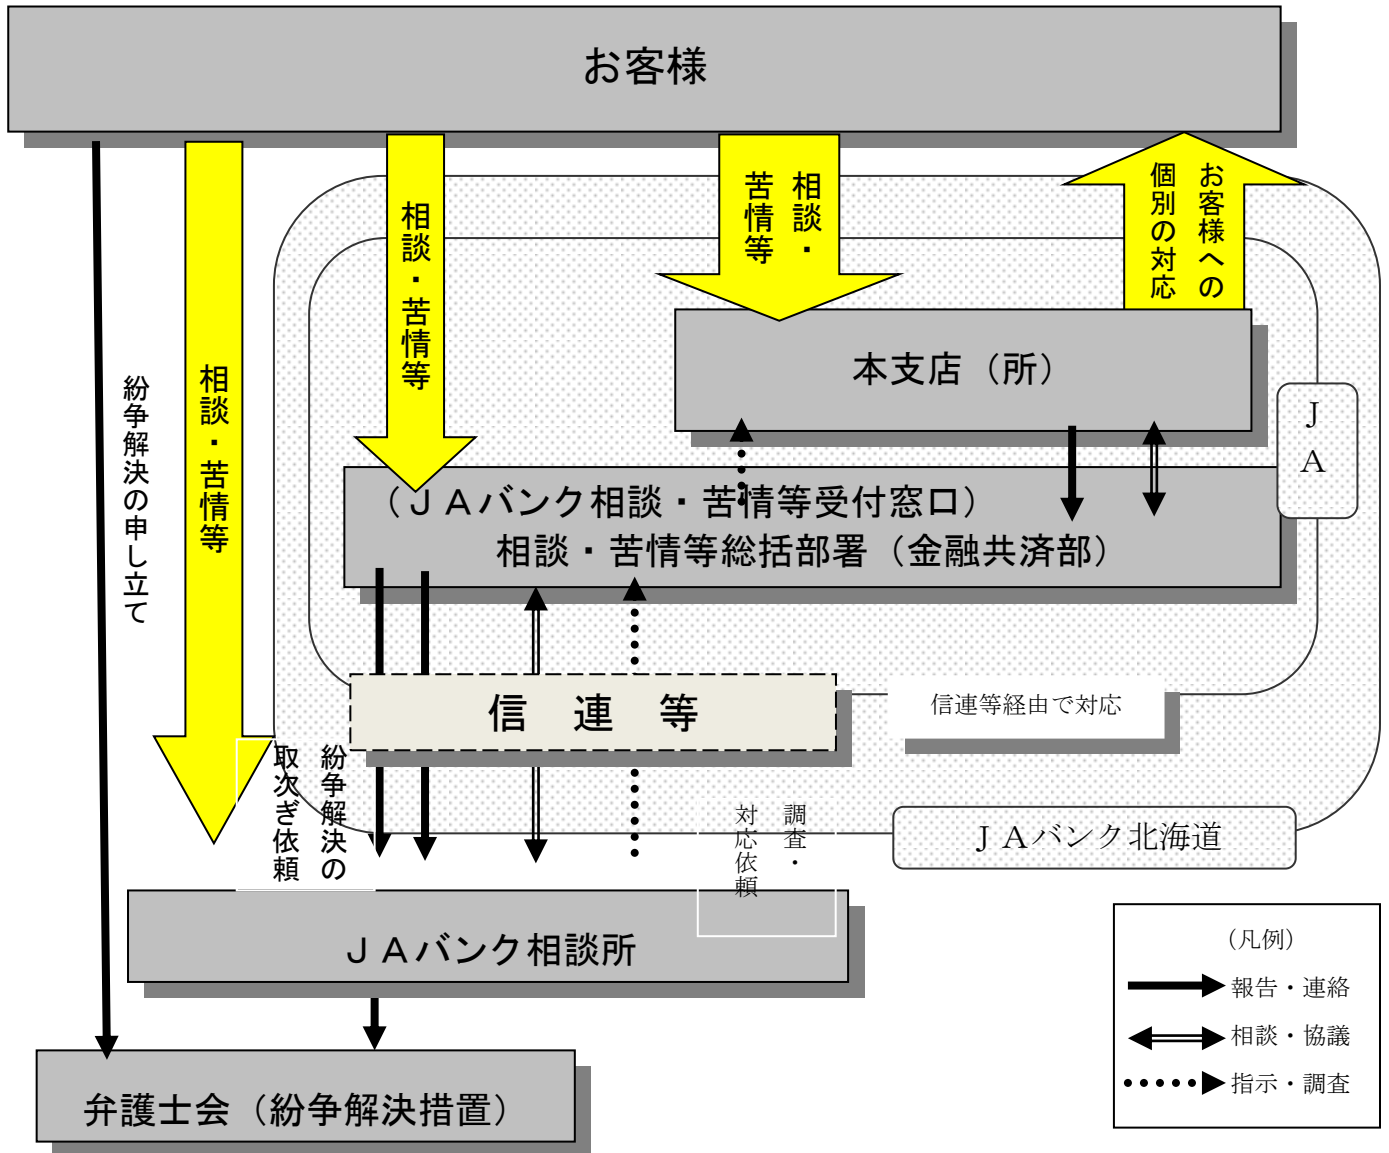 お客様
相談・
苦情等
お客様への
個別の対応
相談・苦情等
相談・苦情等
紛争解決の申し立て
本支店（所）
ＪＡ
（ＪＡバンク相談・苦情等受付窓口）
相談・苦情等総括部署（金融共済部）
信　連　等
信連等経由で対応
紛争解決の
取次ぎ依頼
調査・
対応依頼
ＪＡバンク北海道
ＪＡバンク相談所
弁護士会（紛争解決措置）
（凡例）
報告・連絡
相談・協議
指示・調査